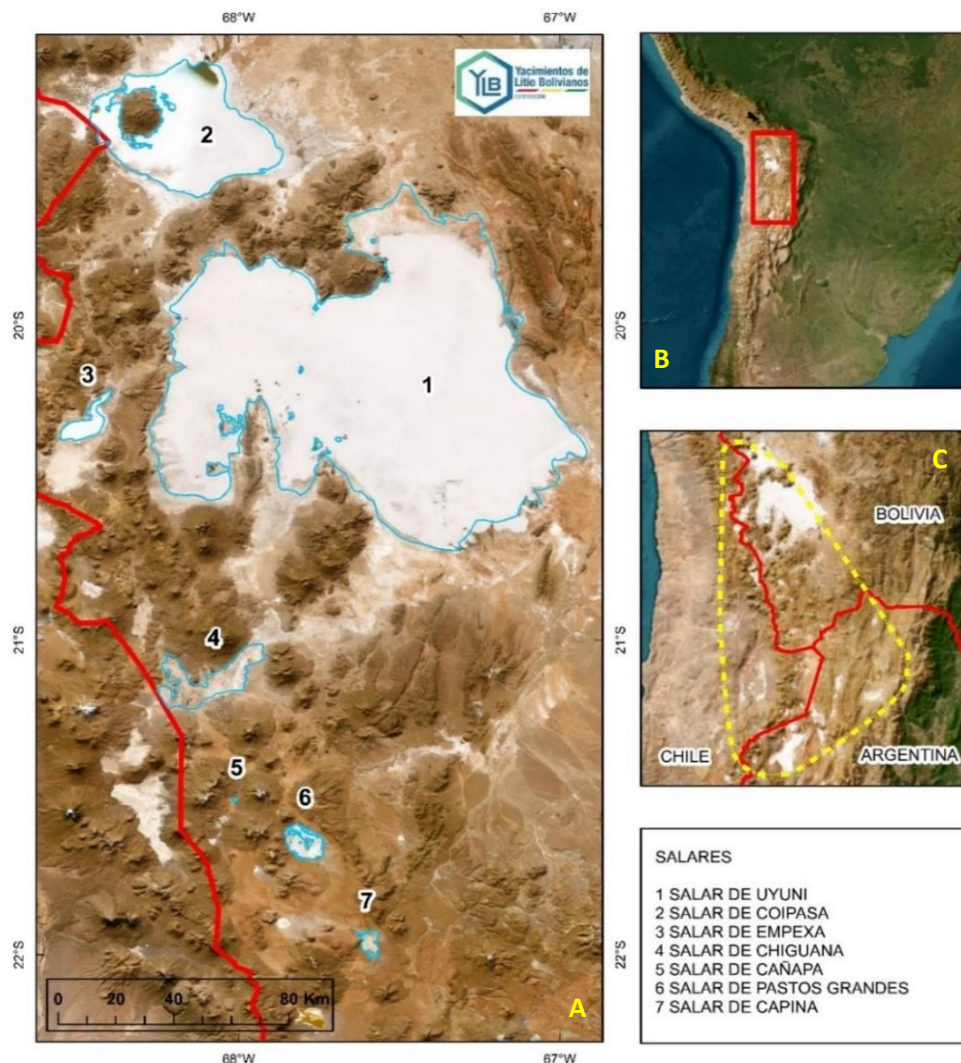 68°W
67°W
YLB
Yacimientos de
Litio Bolivianos
CORPORACIÓN
2
20°S
20°S
3
1
4
21°S
21°S
5
6
7
22°S
22°S
0 20 40 80 Km
A
68°W
67°W
B
C
BOLIVIA
CHILE
ARGENTINA
SALARES
1 SALAR DE UYUNI
2 SALAR DE COIPASA
3 SALAR DE EMPEXA
4 SALAR DE CHIGUANA
5 SALAR DE CAÑAPA
6 SALAR DE PASTOS GRANDES
7 SALAR DE CAPINA